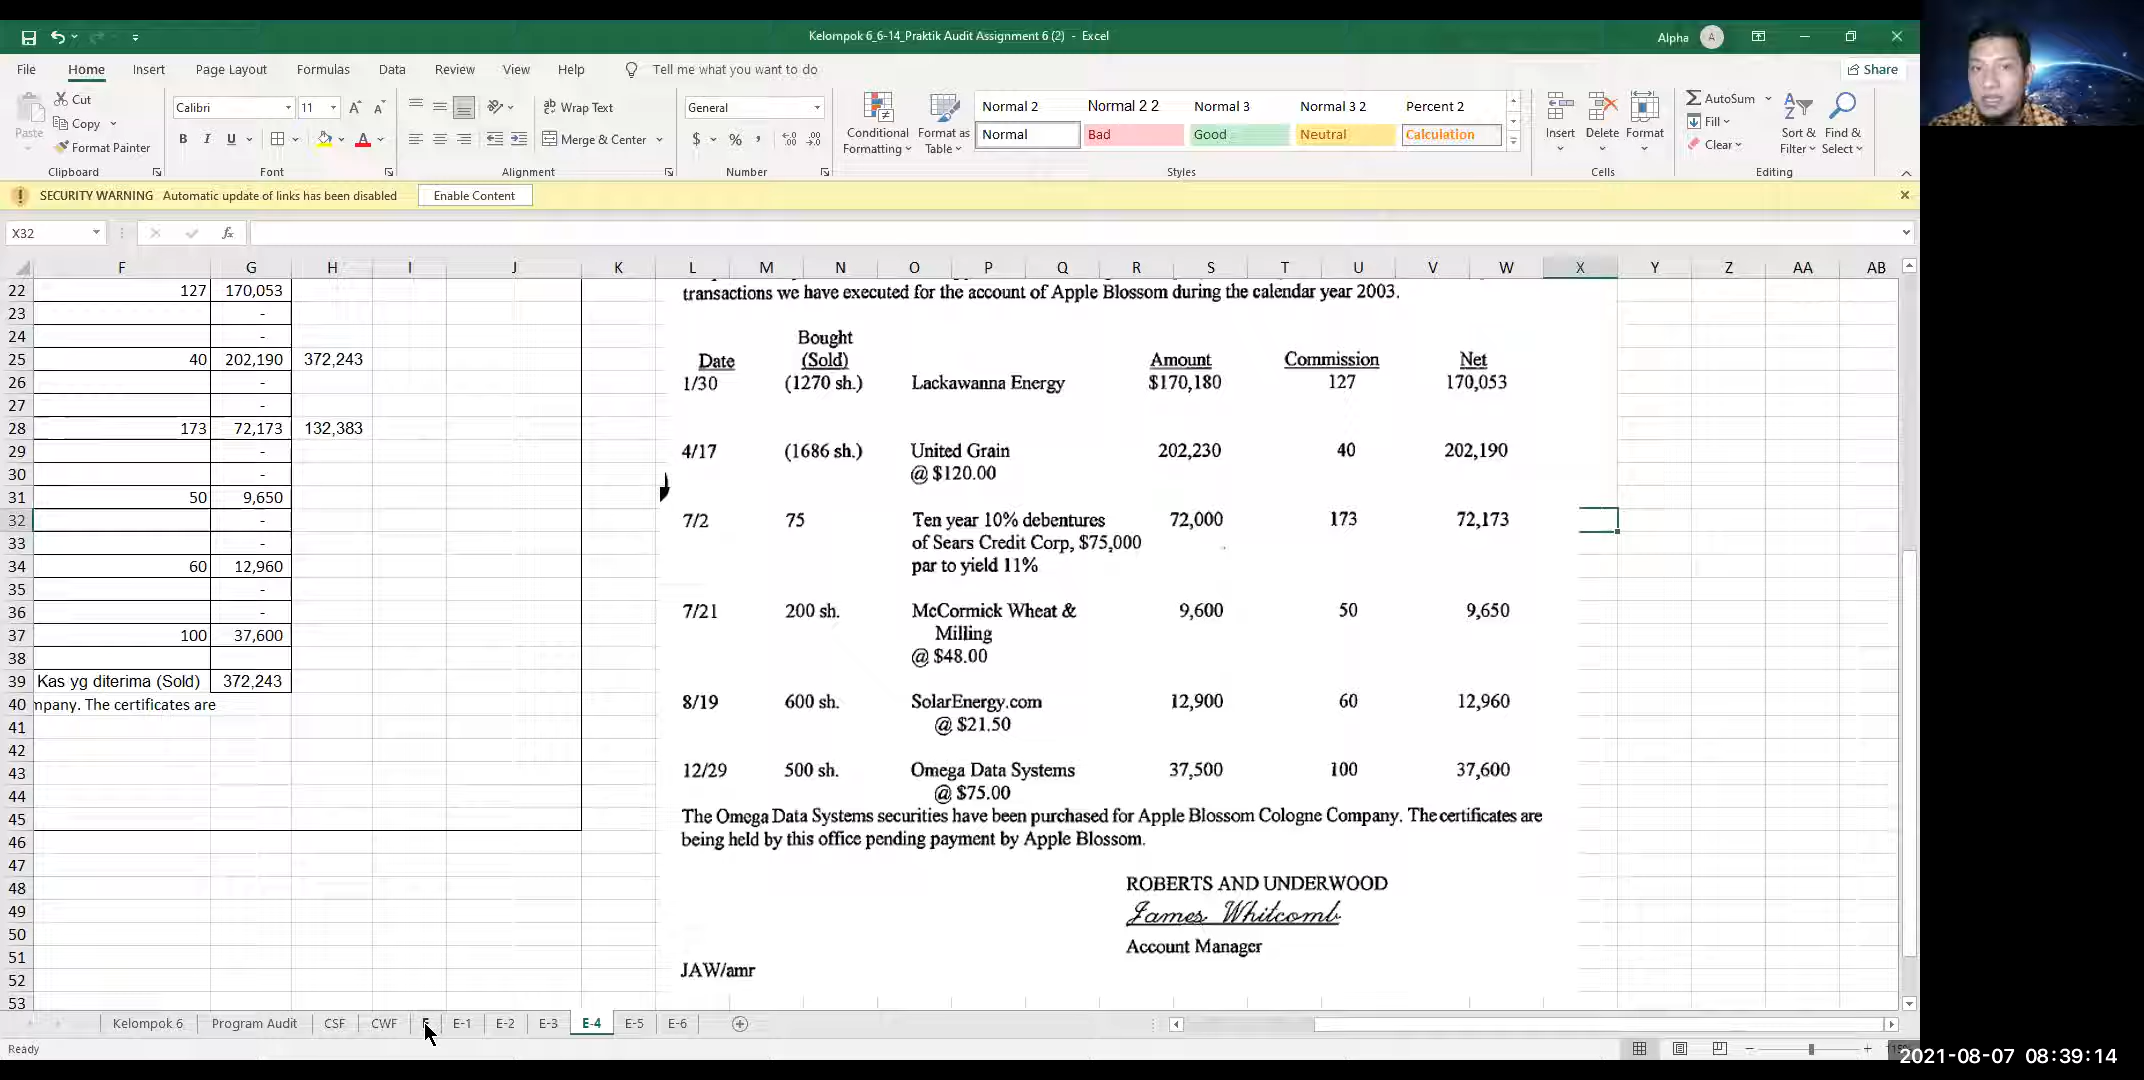 Kelompok 6_6-14_Praktik Audit Assignment 6 (2) - Excel
Alpha A
File Home Insert Page Layout Formulas Data Review View Help Tell me what you want to do Share
Paste Cut Copy Format Painter Clipboard
Calibri 11 B I U A Font
Wrap Text Merge & Center Alignment
General $ % Number
Conditional Formatting Format as Table
Normal 2 Normal 2 2 Normal 3 Normal 3 2 Percent 2
Normal Bad Good Neutral Calculation
Styles
Insert Delete Format Cells
AutoSum Fill Clear Sort & Filter Find & Select Editing
SECURITY WARNING Automatic update of links has been disabled Enable Content
X32 fx
F G H I J K L M N O P Q R S T U V W X Y Z AA AB
22 127 170,053
23 -
24 -
25 40 202,190 372,243
26 -
27 -
28 173 72,173 132,383
29 -
30 -
31 50 9,650
32 -
33 -
34 60 12,960
35 -
36 -
37 100 37,600
38
39 Kas yg diterima (Sold) 372,243
40 mpany. The certificates are
41
42
43
44
45
46
47
48
49
50
51
52
53
transactions we have executed for the account of Apple Blossom during the calendar year 2003.
Bought
Date (Sold) Amount Commission Net
1/30 (1270 sh.) Lackawanna Energy $170,180 127 170,053
4/17 (1686 sh.) United Grain 202,230 40 202,190
@ $120.00
7/2 75 Ten year 10% debentures 72,000 173 72,173
of Sears Credit Corp, $75,000
par to yield 11%
7/21 200 sh. McCormick Wheat & 9,600 50 9,650
Milling
@ $48.00
8/19 600 sh. SolarEnergy.com 12,900 60 12,960
@ $21.50
12/29 500 sh. Omega Data Systems 37,500 100 37,600
@ $75.00
The Omega Data Systems securities have been purchased for Apple Blossom Cologne Company. The certificates are
being held by this office pending payment by Apple Blossom.
ROBERTS AND UNDERWOOD
James Whitcomb
Account Manager
JAW/amr
Kelompok 6 Program Audit CSF CWF E-1 E-2 E-3 E-4 E-5 E-6
Ready
2021-08-07 08:39:14